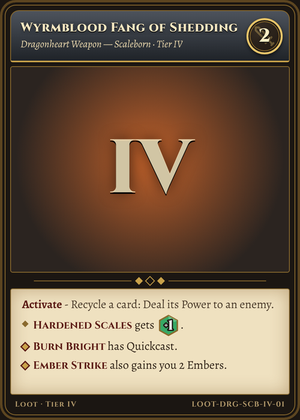 Wyrmblood Fang of Shedding
2
Dragonheart Weapon — Scaleborn · Tier IV
IV
Activate - Recycle a card: Deal its Power to an enemy.
Hardened Scales gets +1 .
Burn Bright has Quickcast.
Ember Strike also gains you 2 Embers.
Loot · Tier IV
LOOT-DRG-SCB-IV-01